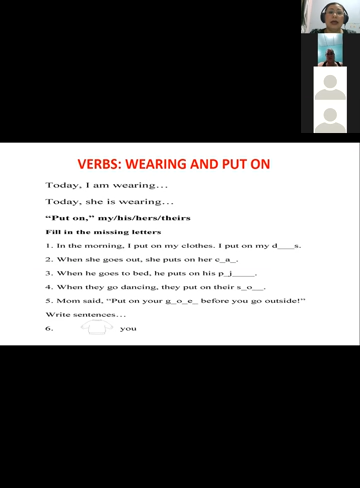 VERBS: WEARING AND PUT ON
Today, I am wearing…
Today, she is wearing…
“Put on,” my/his/hers/theirs
Fill in the missing letters
1. In the morning, I put on my clothes. I put on my d___s.
2. When she goes out, she puts on her c_a_.
3. When he goes to bed, he puts on his p_j____.
4. When they go dancing, they put on their s_o__.
5. Mom said, “Put on your g_o_e_ before you go outside!”
Write sentences…
6. you